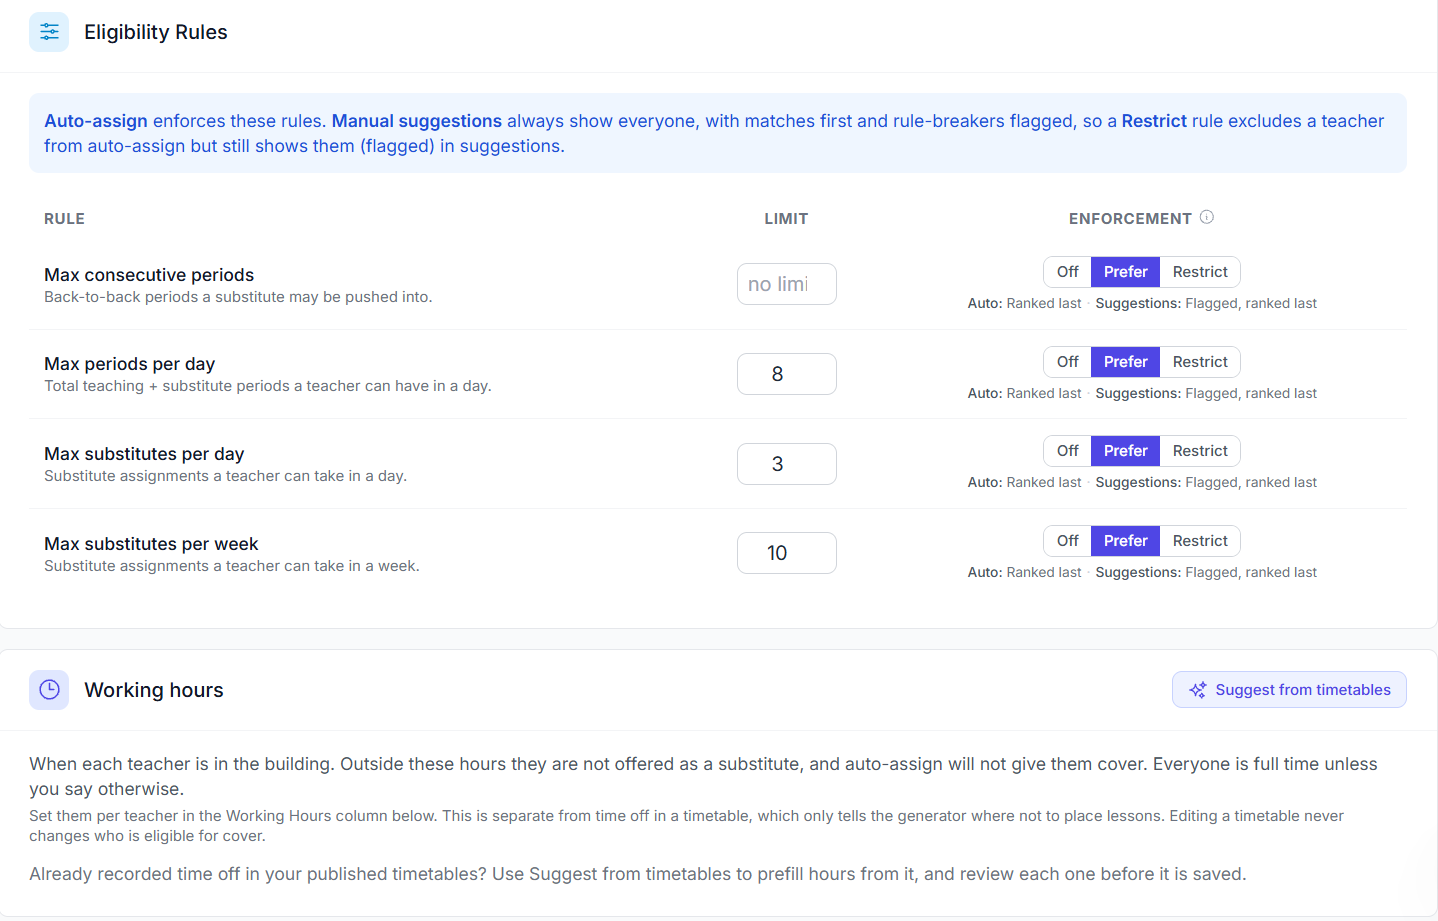 Eligibility Rules
Auto-assign enforces these rules. Manual suggestions always show everyone, with matches first and rule-breakers flagged, so a Restrict rule excludes a teacher
from auto-assign but still shows them (flagged) in suggestions.
RULE LIMIT ENFORCEMENT
Max consecutive periods
Back-to-back periods a substitute may be pushed into.
no limi
Off Prefer Restrict
Auto: Ranked last · Suggestions: Flagged, ranked last
Max periods per day
Total teaching + substitute periods a teacher can have in a day.
8
Off Prefer Restrict
Auto: Ranked last · Suggestions: Flagged, ranked last
Max substitutes per day
Substitute assignments a teacher can take in a day.
3
Off Prefer Restrict
Auto: Ranked last · Suggestions: Flagged, ranked last
Max substitutes per week
Substitute assignments a teacher can take in a week.
10
Off Prefer Restrict
Auto: Ranked last · Suggestions: Flagged, ranked last
Working hours
Suggest from timetables
When each teacher is in the building. Outside these hours they are not offered as a substitute, and auto-assign will not give them cover. Everyone is full time unless
you say otherwise.
Set them per teacher in the Working Hours column below. This is separate from time off in a timetable, which only tells the generator where not to place lessons. Editing a timetable never
changes who is eligible for cover.
Already recorded time off in your published timetables? Use Suggest from timetables to prefill hours from it, and review each one before it is saved.